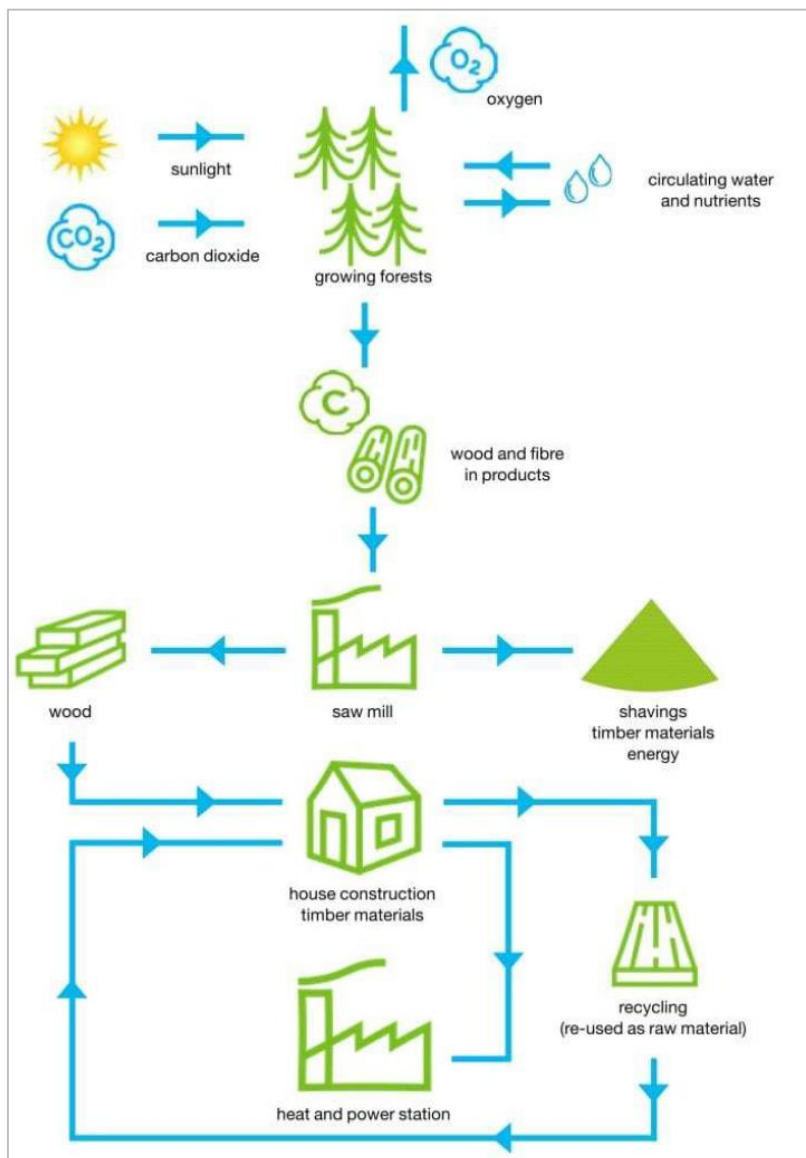 O2
oxygen
sunlight
circulating water
and nutrients
CO2
carbon dioxide
growing forests
C
wood and fibre
in products
wood
saw mill
shavings
timber materials
energy
house construction
timber materials
recycling
(re-used as raw material)
heat and power station